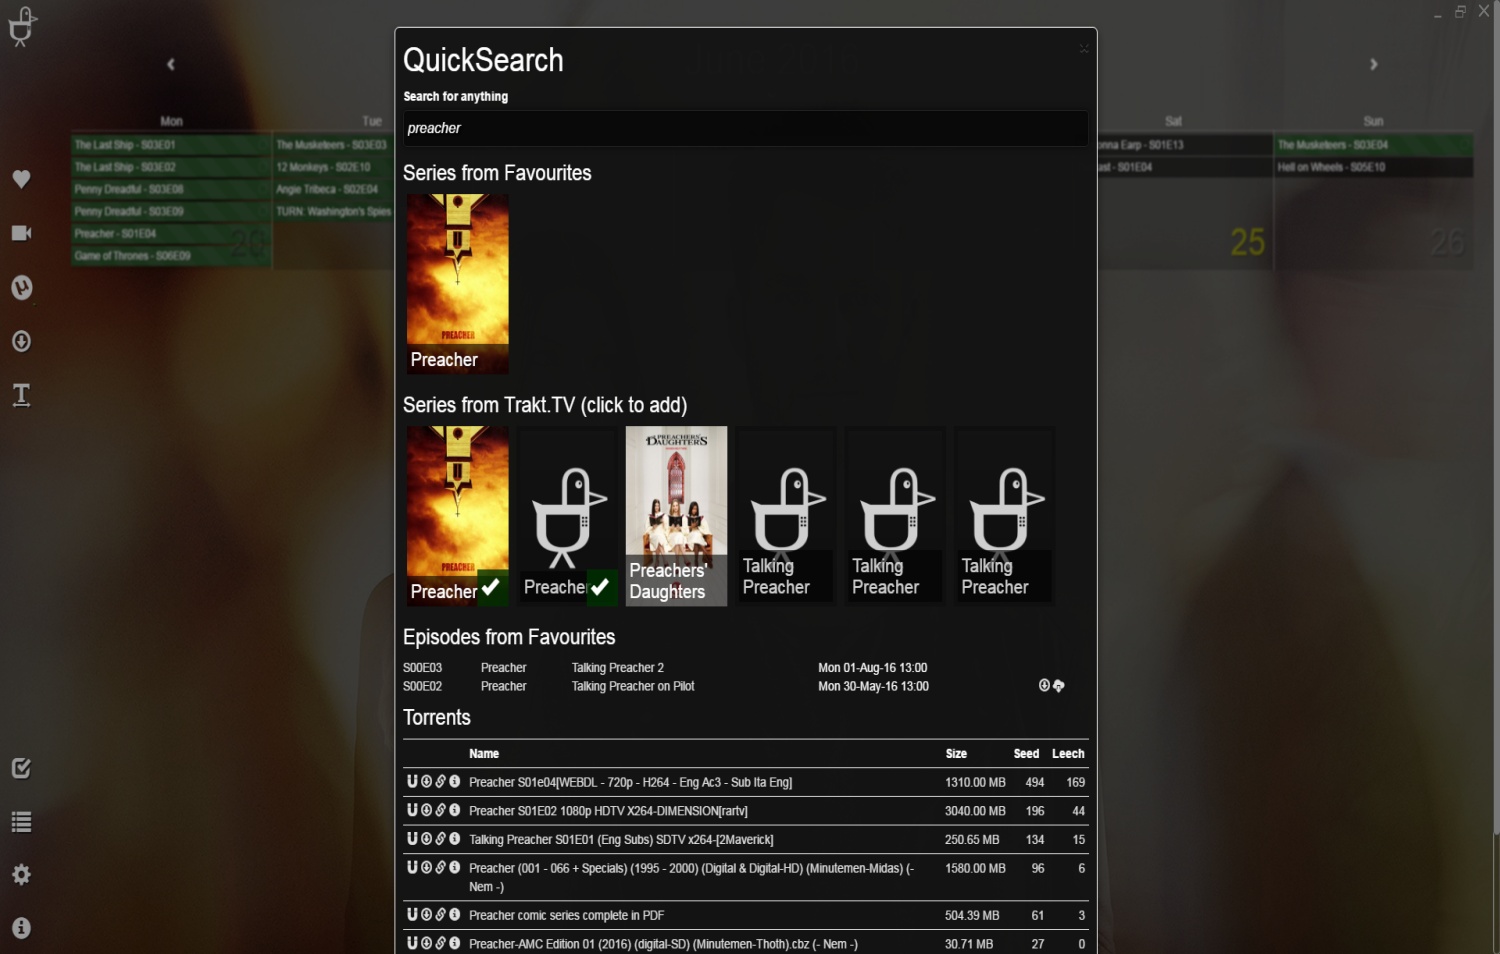 QuickSearch
Search for anything
preacher
Series from Favourites
PREACHER
Preacher
Series from Trakt.TV (click to add)
PREACHER
Preacher
Preacher
PREACHERS'
DAUGHTERS
Preachers'
Daughters
Talking
Preacher
Talking
Preacher
Talking
Preacher
Episodes from Favourites
S00E03 Preacher Talking Preacher 2 Mon 01-Aug-16 13:00
S00E02 Preacher Talking Preacher on Pilot Mon 30-May-16 13:00
Torrents
Name Size Seed Leech
Preacher S01e04[WEBDL - 720p - H264 - Eng Ac3 - Sub Ita Eng] 1310.00 MB 494 169
Preacher S01E02 1080p HDTV X264-DIMENSION[rartv] 3040.00 MB 196 44
Talking Preacher S01E01 (Eng Subs) SDTV x264-[2Maverick] 250.65 MB 134 15
Preacher (001 - 066 + Specials) (1995 - 2000) (Digital & Digital-HD) (Minutemen-Midas) (- 1580.00 MB 96 6
Nem -)
Preacher comic series complete in PDF 504.39 MB 61 3
Preacher-AMC Edition 01 (2016) (digital-SD) (Minutemen-Thoth).cbz (- Nem -) 30.71 MB 27 0
Mon Tue Sat Sun
The Last Ship - S03E01 The Musketeers - S03E03 Earp - S01E13 The Musketeers - S03E04
The Last Ship - S03E02 12 Monkeys - S02E10 - S01E04 Hell on Wheels - S05E10
Penny Dreadful - S03E08 Angie Tribeca - S02E04
Penny Dreadful - S03E09 TURN: Washington's Spies
Preacher - S01E04 20 25 26
Game of Thrones - S06E09